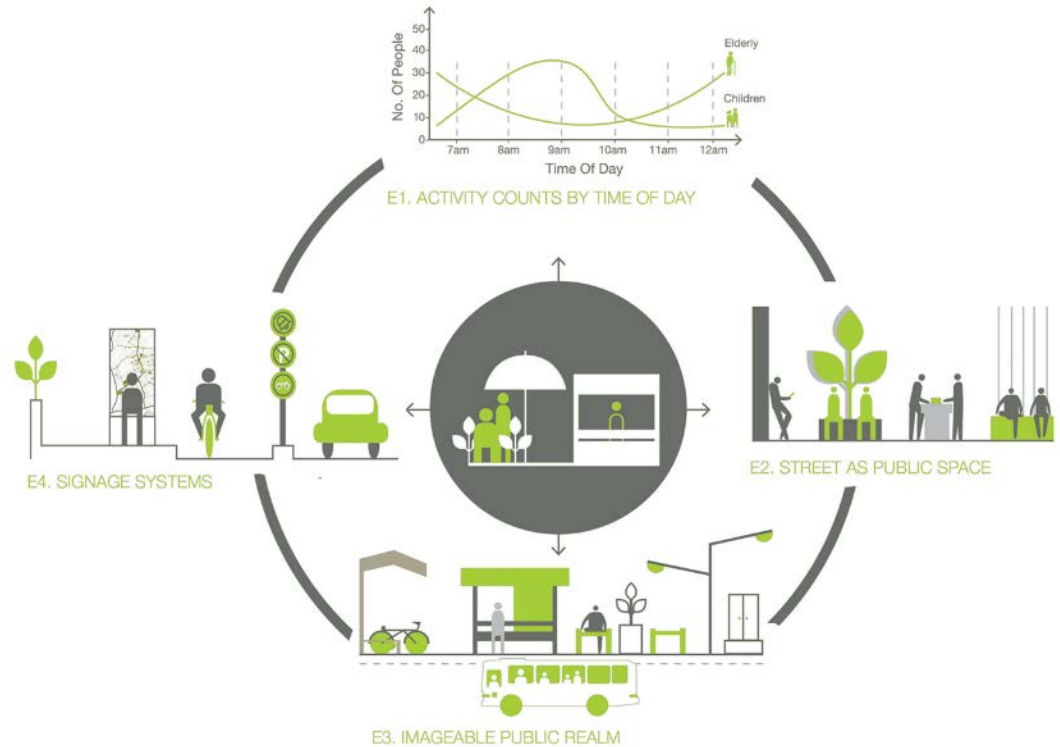 No. Of People
50
40
30
20
10
0
Elderly
Children
7am 8am 9am 10am 11am 12am
Time Of Day
E1. ACTIVITY COUNTS BY TIME OF DAY
E4. SIGNAGE SYSTEMS
E2. STREET AS PUBLIC SPACE
E3. IMAGEABLE PUBLIC REALM